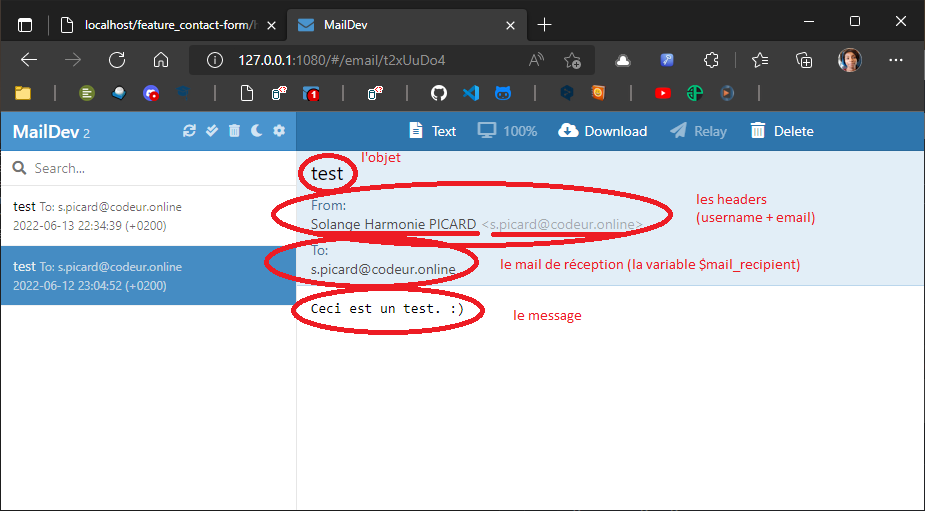 localhost/feature_contact-form/
MailDev
127.0.0.1:1080/#/email/t2xUuDo4
1
MailDev 2
Text
100%
Download
Relay
Delete
Search...
test To: s.picard@codeur.online
2022-06-13 22:34:39 (+0200)
test To: s.picard@codeur.online
2022-06-12 23:04:52 (+0200)
test
l'objet
From:
Solange Harmonie PICARD <s.picard@codeur.online>
les headers
(username + email)
To:
s.picard@codeur.online
le mail de réception (la variable $mail_recipient)
Ceci est un test. :)
le message